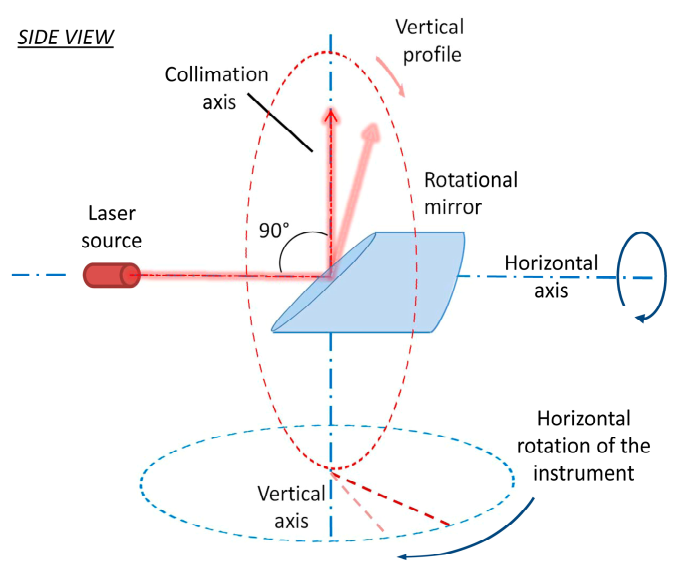 SIDE VIEW
Vertical
profile
Collimation
axis
Rotational
mirror
Laser
source
90°
Horizontal
axis
Horizontal
rotation of the
instrument
Vertical
axis